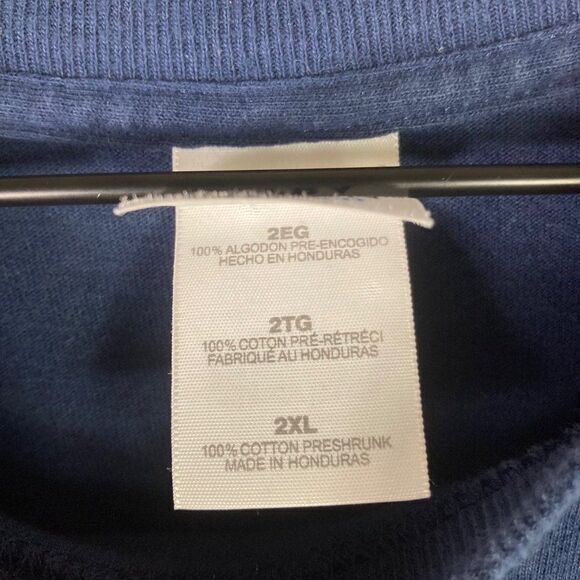 2EG
100% ALGODON PRE-ENCOGIDO
HECHO EN HONDURAS
2TG
100% COTON PRÉ-RÉTRÉCI
FABRIQUÉ AU HONDURAS
2XL
100% COTTON PRESHRUNK
MADE IN HONDURAS